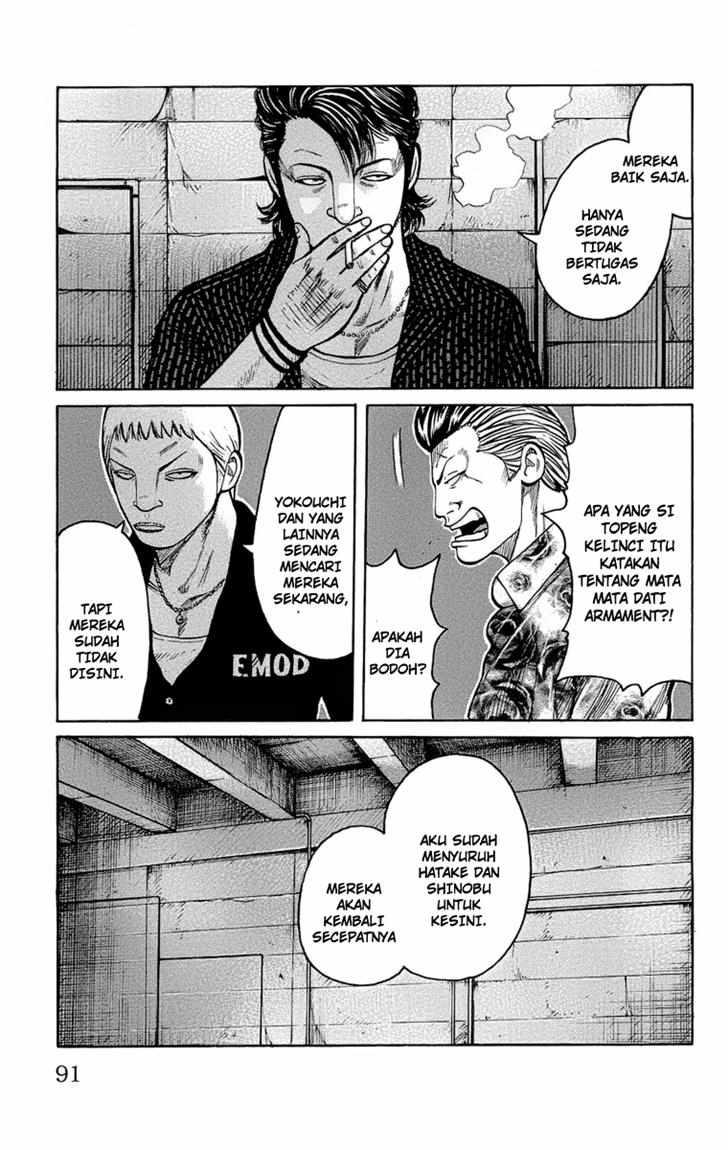 MEREKA
BAIK SAJA.
HANYA
SEDANG
TIDAK
BERTUGAS
SAJA.
APA YANG SI
TOPENG
KELINCI ITU
KATAKAN
TENTANG MATA
MATA DATI
ARMAMENT?!
APAKAH
DIA
BODOH?
YOKOUCHI
DAN YANG
LAINNYA
SEDANG
MENCARI
MEREKA
SEKARANG,
TAPI
MEREKA
SUDAH
TIDAK
DISINI.
EMOD
AKU SUDAH
MENYURUH
HATAKE DAN
SHINOBU
UNTUK
KESINI.
MEREKA
AKAN
KEMBALI
SECEPATNYA
91